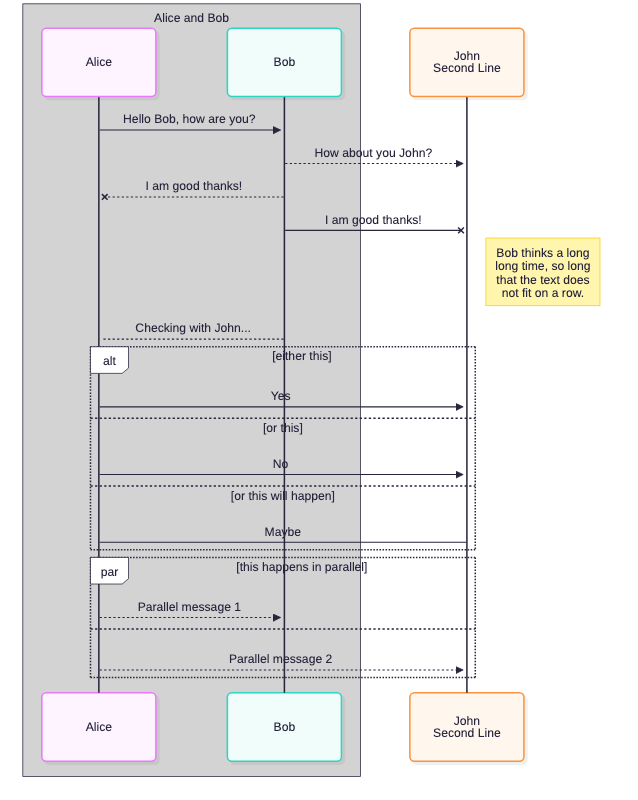 Alice and Bob
Alice
Bob
John
Second Line
Hello Bob, how are you?
How about you John?
I am good thanks!
I am good thanks!
Bob thinks a long
long time, so long
that the text does
not fit on a row.
Checking with John...
alt
[either this]
Yes
[or this]
No
[or this will happen]
Maybe
par
[this happens in parallel]
Parallel message 1
Parallel message 2
Alice
Bob
John
Second Line